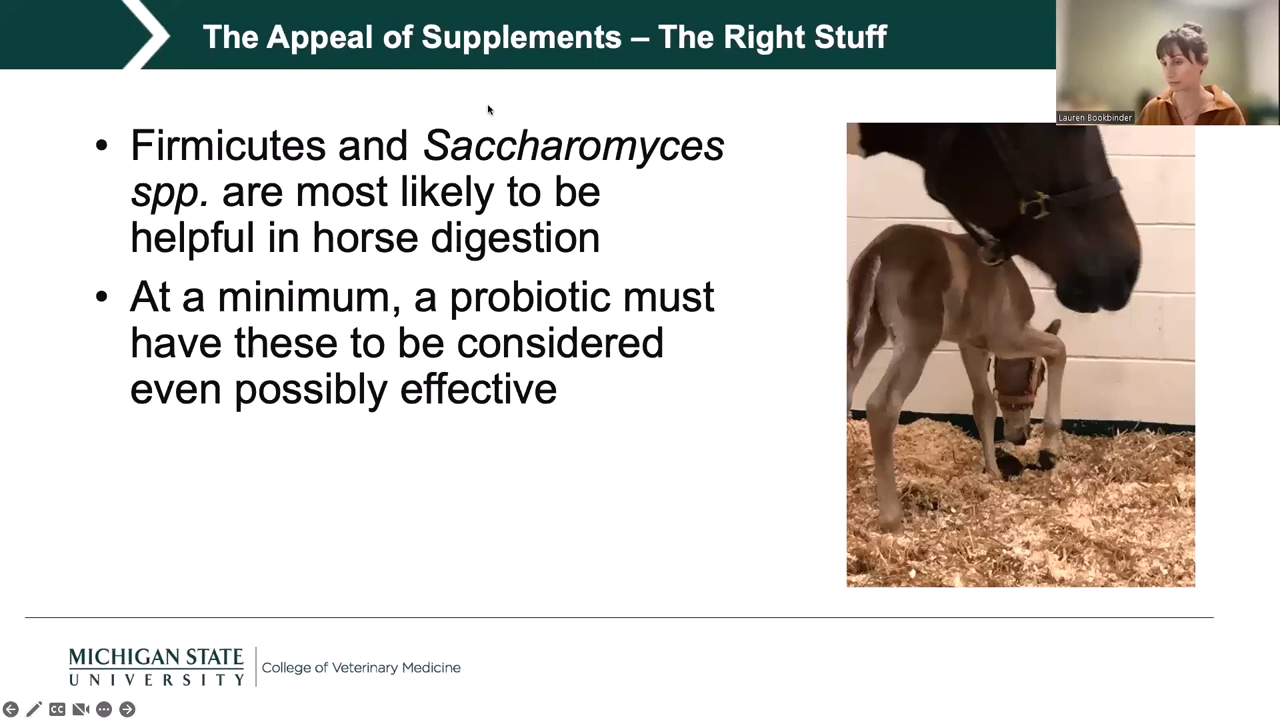 The Appeal of Supplements – The Right Stuff
Lauren Bookbinder
• Firmicutes and Saccharomyces
spp. are most likely to be
helpful in horse digestion
• At a minimum, a probiotic must
have these to be considered
even possibly effective
MICHIGAN STATE
UNIVERSITY
College of Veterinary Medicine
CC